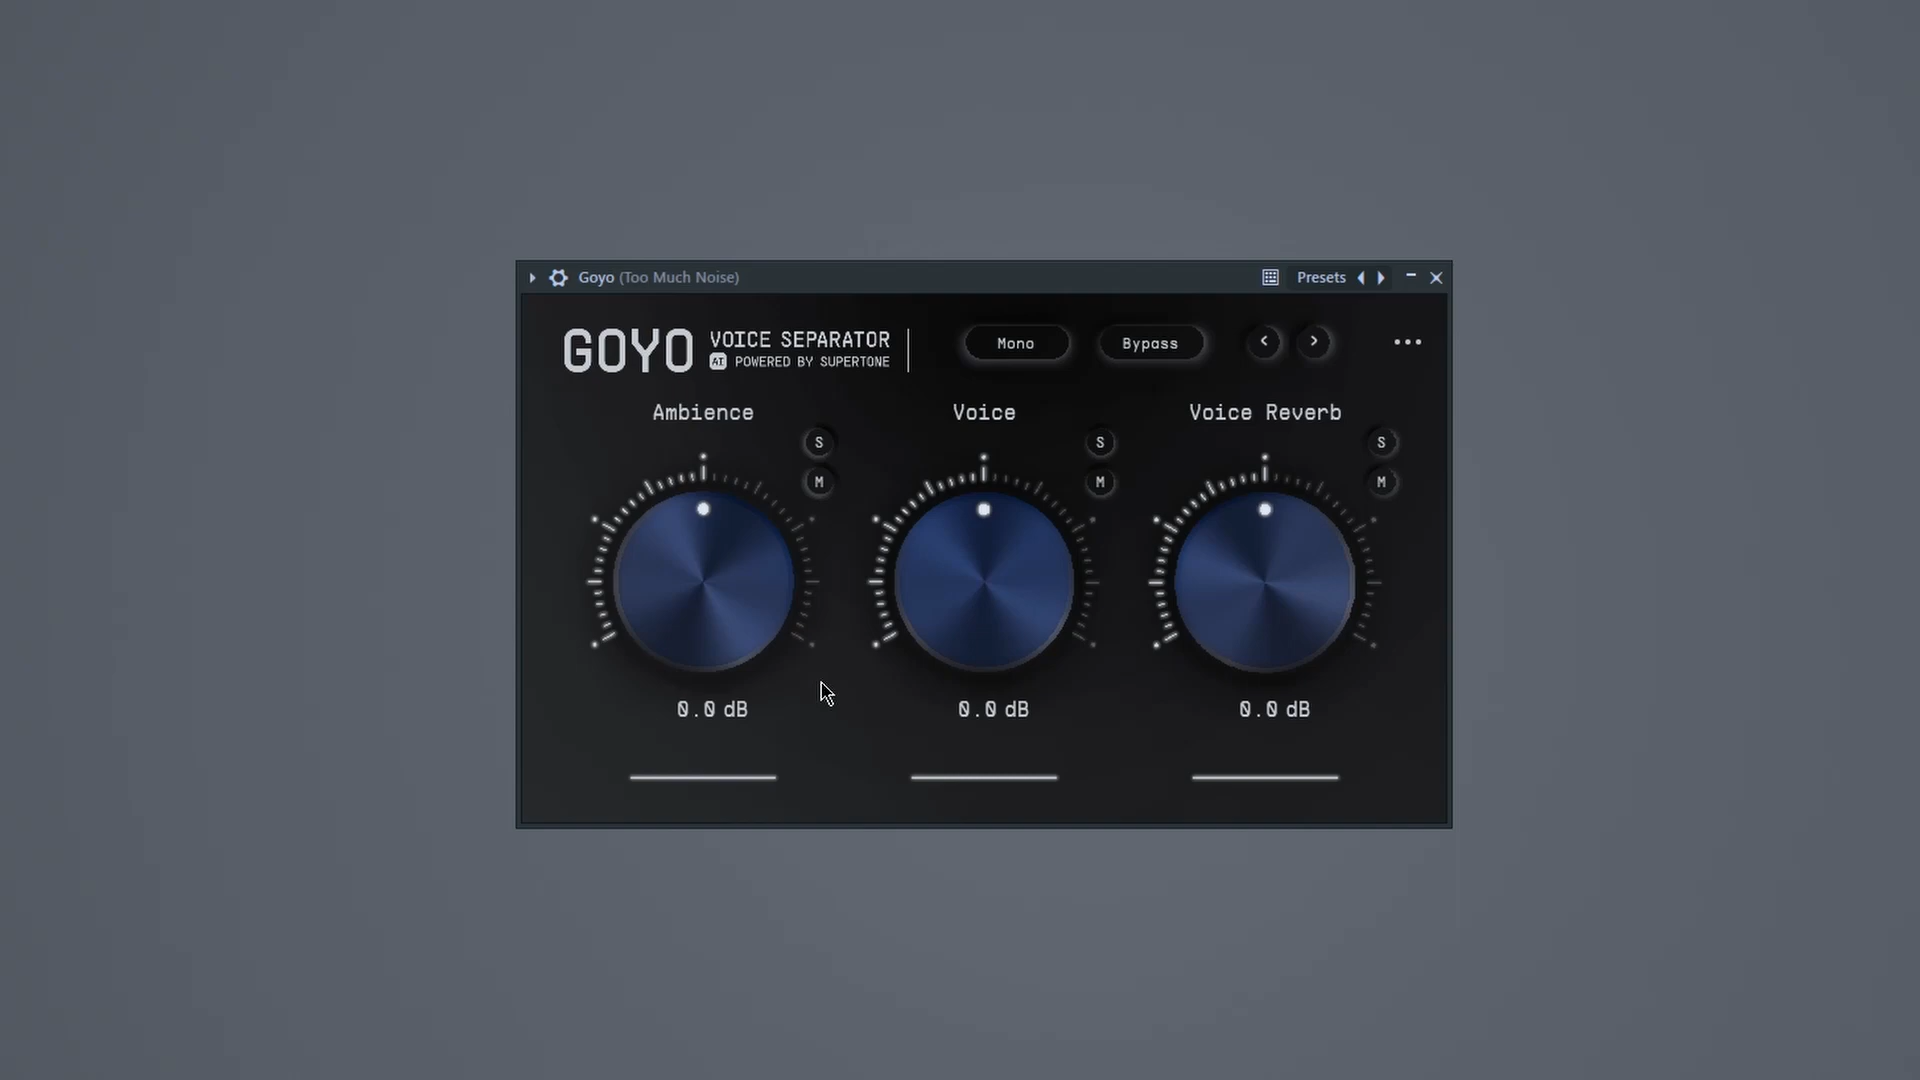 Goyo (Too Much Noise)
Presets
GOYO
VOICE SEPARATOR
AI POWERED BY SUPERTONE
Mono
Bypass
< >
Ambience
Voice
Voice Reverb
S
S
S
M
M
M
0.0 dB
0.0 dB
0.0 dB